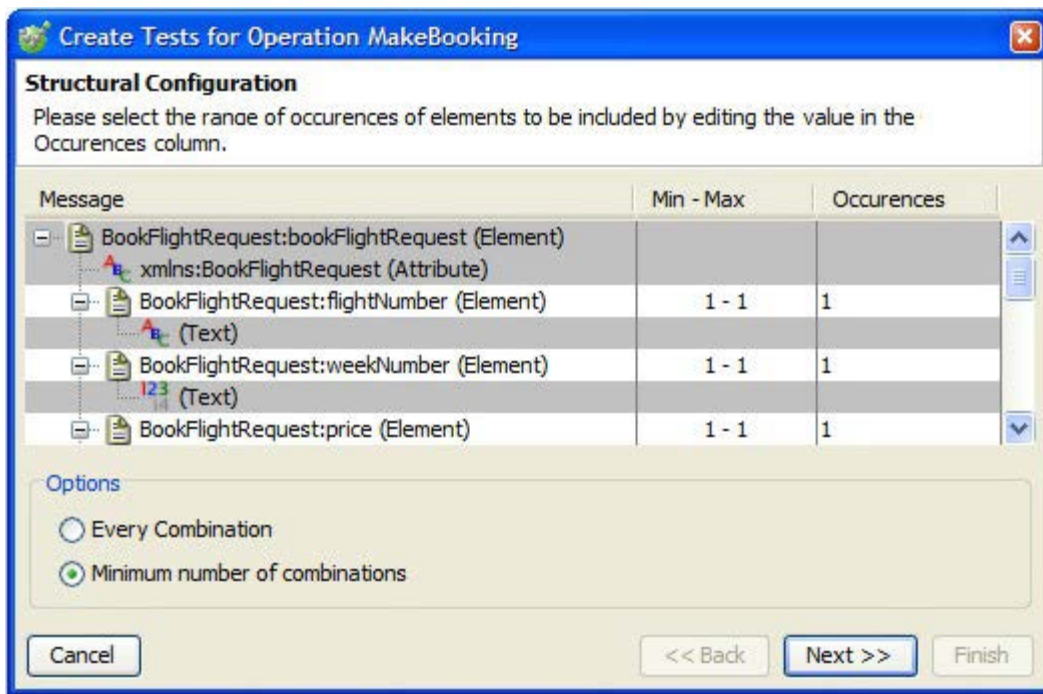 Create Tests for Operation MakeBooking
Structural Configuration
Please select the range of occurences of elements to be included by editing the value in the
Occurences column.
Message Min - Max Occurences
BookFlightRequest:bookFlightRequest (Element)
xmlns:BookFlightRequest (Attribute)
BookFlightRequest:flightNumber (Element) 1 - 1 1
(Text)
BookFlightRequest:weekNumber (Element) 1 - 1 1
(Text)
BookFlightRequest:price (Element) 1 - 1 1
Options
Every Combination
Minimum number of combinations
Cancel << Back Next >> Finish